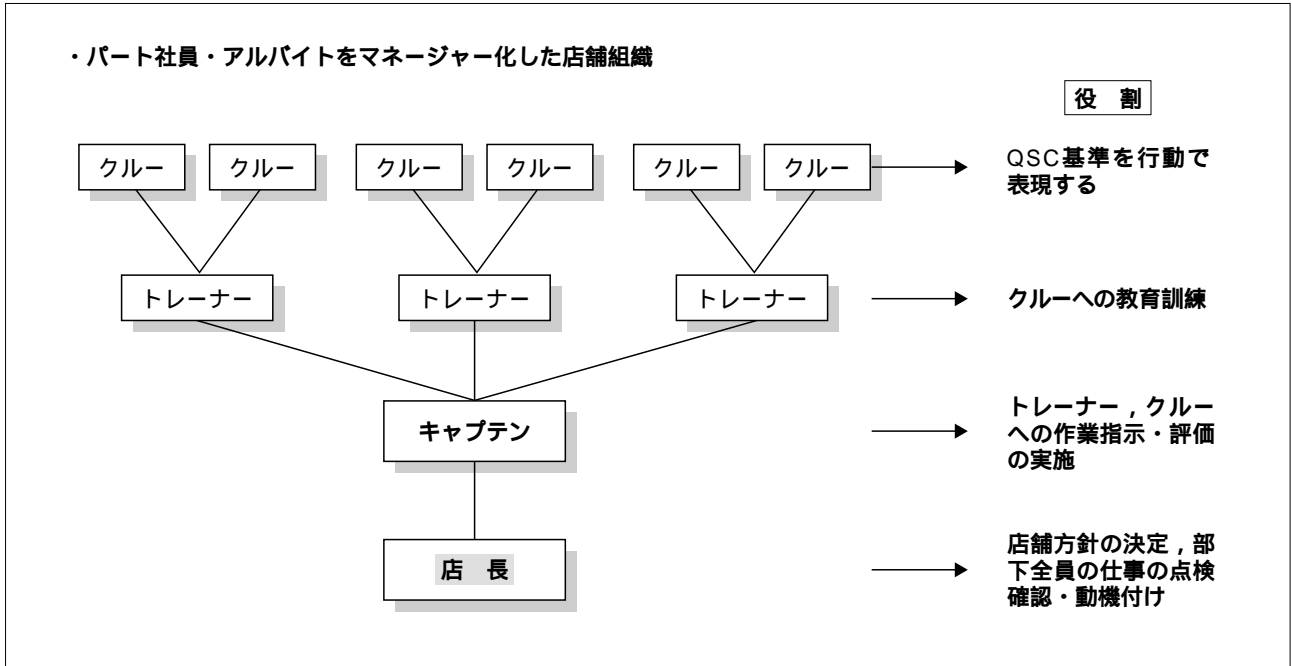 ・パート社員・アルバイトをマネージャー化した店舗組織
役 割
クルー クルー クルー クルー クルー クルー
QSC基準を行動で
表現する
トレーナー トレーナー トレーナー
クルーへの教育訓練
キャプテン
トレーナー，クルー
への作業指示・評価
の実施
店 長
店舗方針の決定，部
下全員の仕事の点検
確認・動機付け